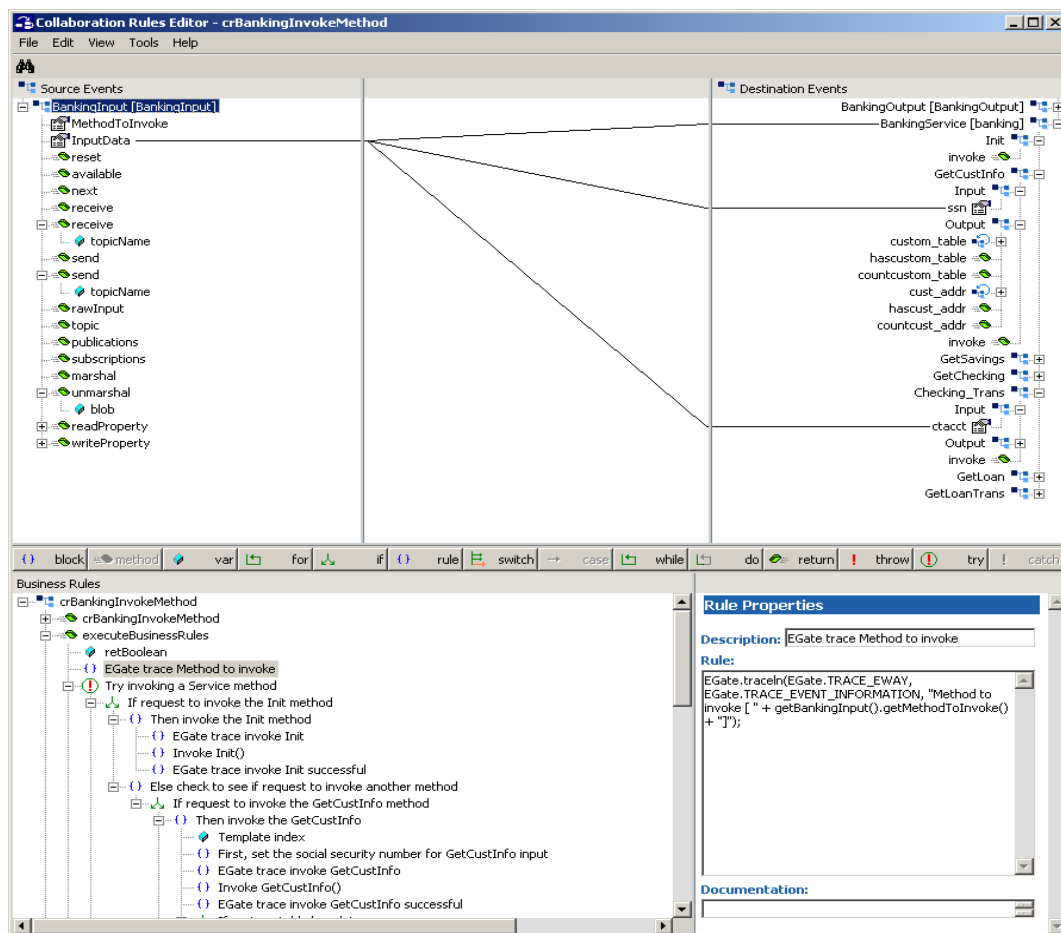 Collaboration Rules Editor - crBankingInvokeMethod
File Edit View Tools Help
Source Events
BankingInput [BankingInput]
MethodToInvoke
InputData
reset
available
next
receive
receive
topicName
send
send
topicName
rawInput
topic
publications
subscriptions
marshal
unmarshal
blob
readProperty
writeProperty
Destination Events
BankingOutput [BankingOutput]
BankingService [banking]
Init
invoke
GetCustInfo
Input
ssn
Output
custom_table
hascustom_table
countcustom_table
cust_addr
hascust_addr
countcust_addr
invoke
GetSavings
GetChecking
Checking_Trans
Input
ctacct
Output
invoke
GetLoan
GetLoanTrans
block method var for if rule switch case while do return throw try catch
Business Rules
crBankingInvokeMethod
crBankingInvokeMethod
executeBusinessRules
retBoolean
EGate trace Method to invoke
Try invoking a Service method
If request to invoke the Init method
Then invoke the Init method
EGate trace invoke Init
Invoke Init()
EGate trace invoke Init successful
Else check to see if request to invoke another method
If request to invoke the GetCustInfo method
Then invoke the GetCustInfo
Template index
First, set the social security number for GetCustInfo input
EGate trace invoke GetCustInfo
Invoke GetCustInfo()
EGate trace invoke GetCustInfo successful
Rule Properties
Description: EGate trace Method to invoke
Rule:
EGate.traceln(EGate.TRACE_EWAY,
EGate.TRACE_EVENT_INFORMATION, "Method to
invoke [ " + getBankingInput().getMethodToInvoke()
+ "]");
Documentation: